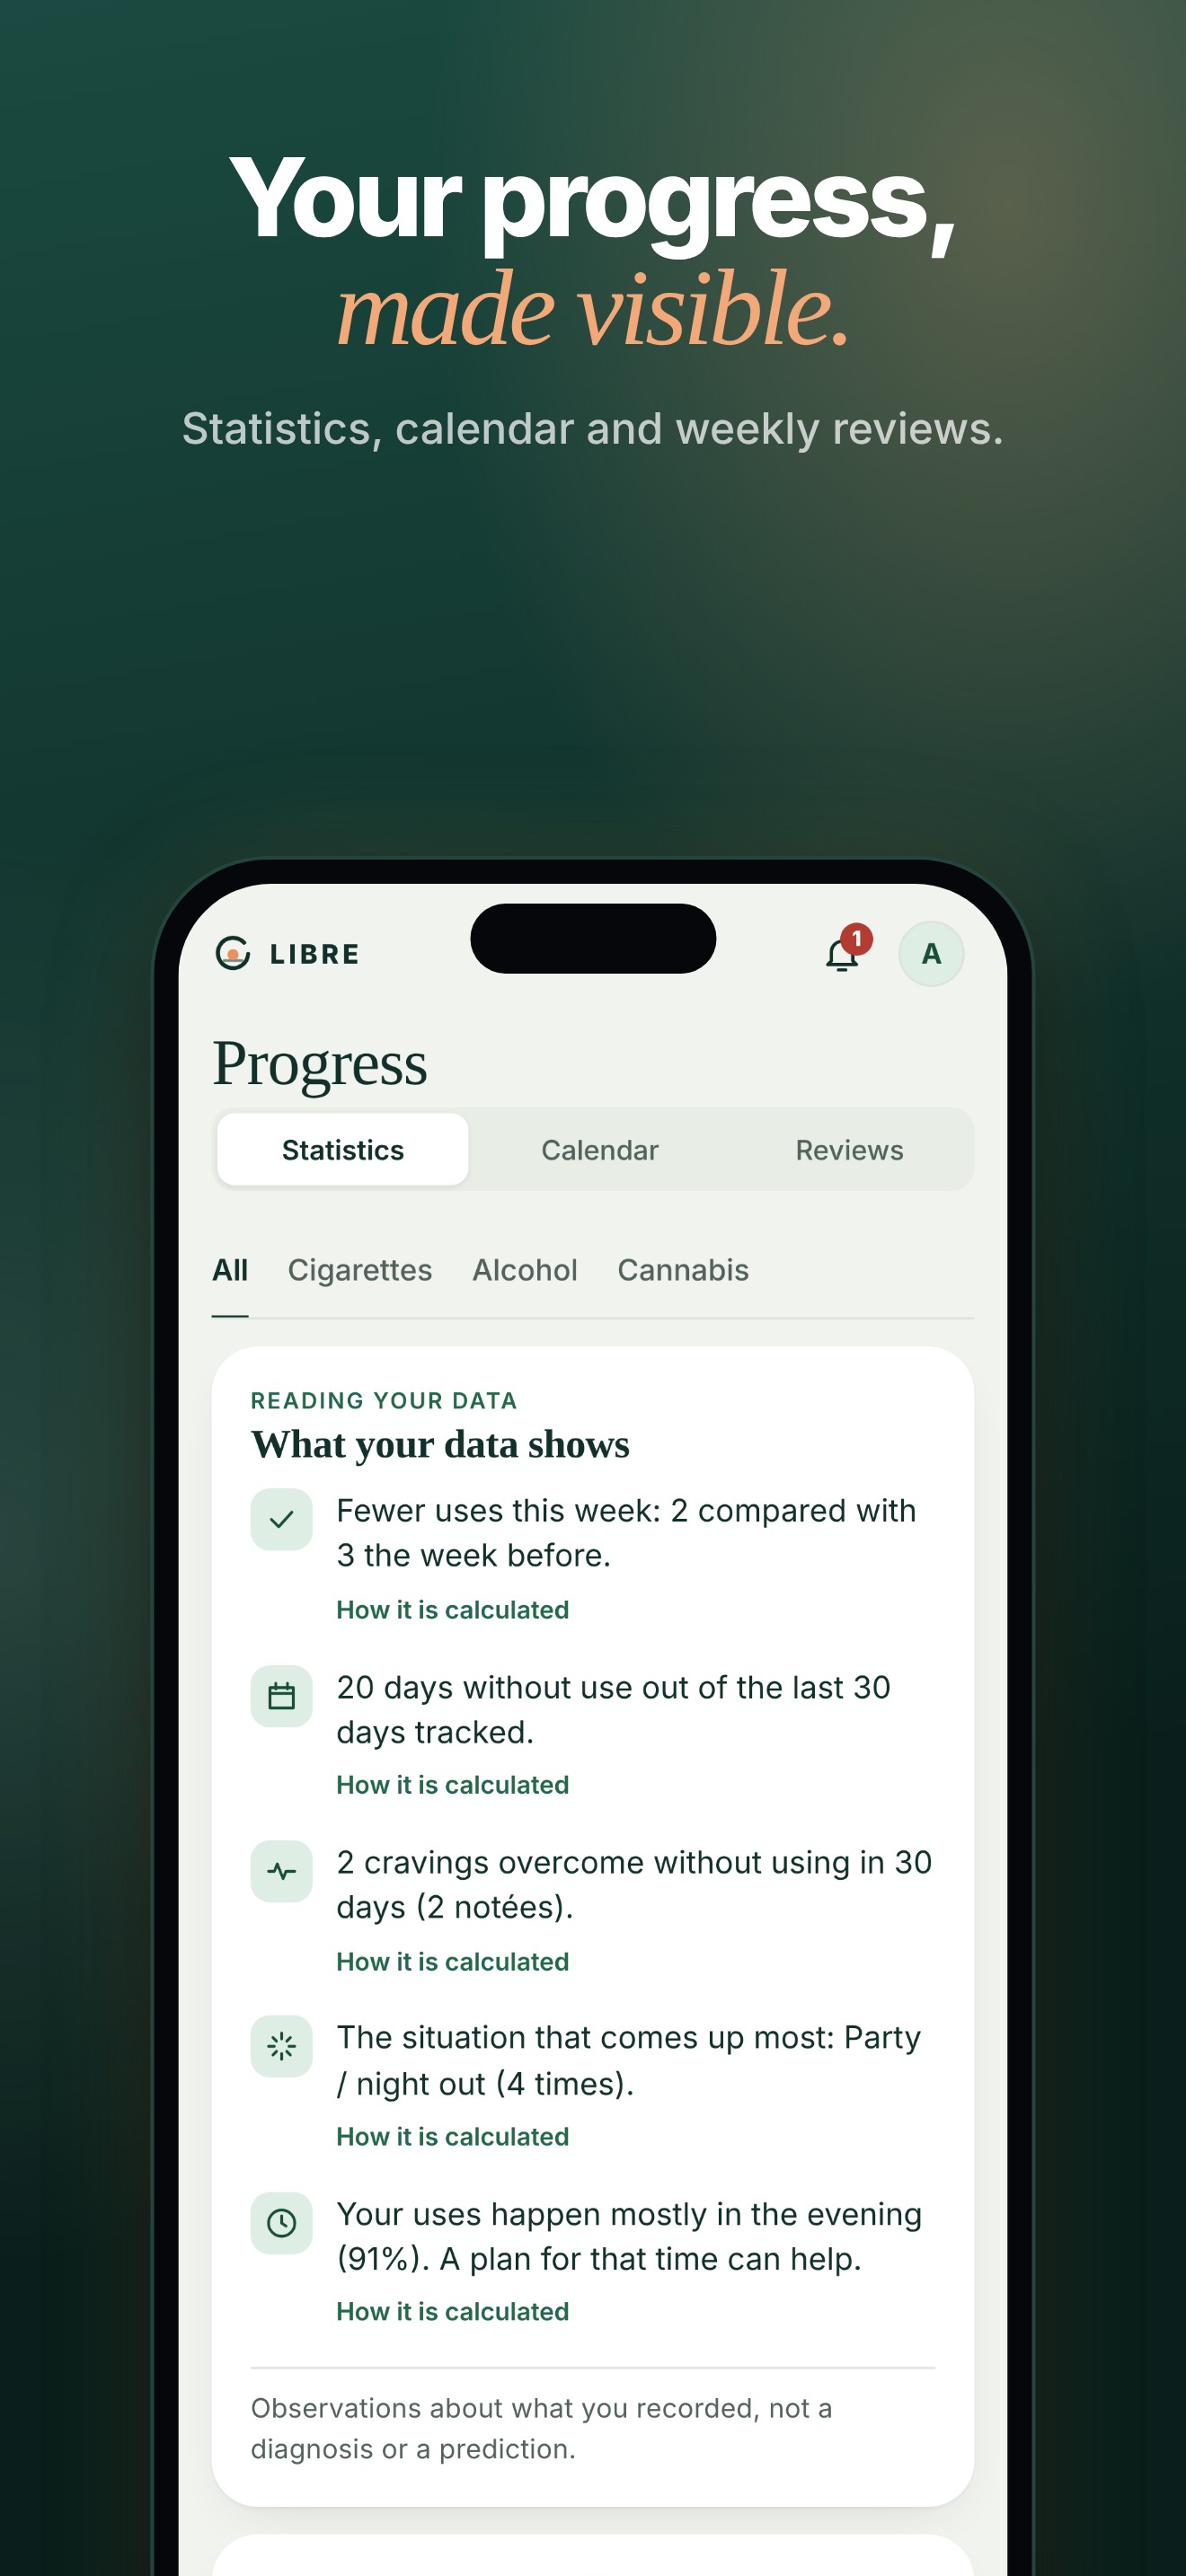 Your progress,
made visible.
Statistics, calendar and weekly reviews.
LIBRE
1
A
Progress
Statistics
Calendar
Reviews
All
Cigarettes
Alcohol
Cannabis
READING YOUR DATA
What your data shows
Fewer uses this week: 2 compared with
3 the week before.
How it is calculated
20 days without use out of the last 30
days tracked.
How it is calculated
2 cravings overcome without using in 30
days (2 notées).
How it is calculated
The situation that comes up most: Party
/ night out (4 times).
How it is calculated
Your uses happen mostly in the evening
(91%). A plan for that time can help.
How it is calculated
Observations about what you recorded, not a
diagnosis or a prediction.